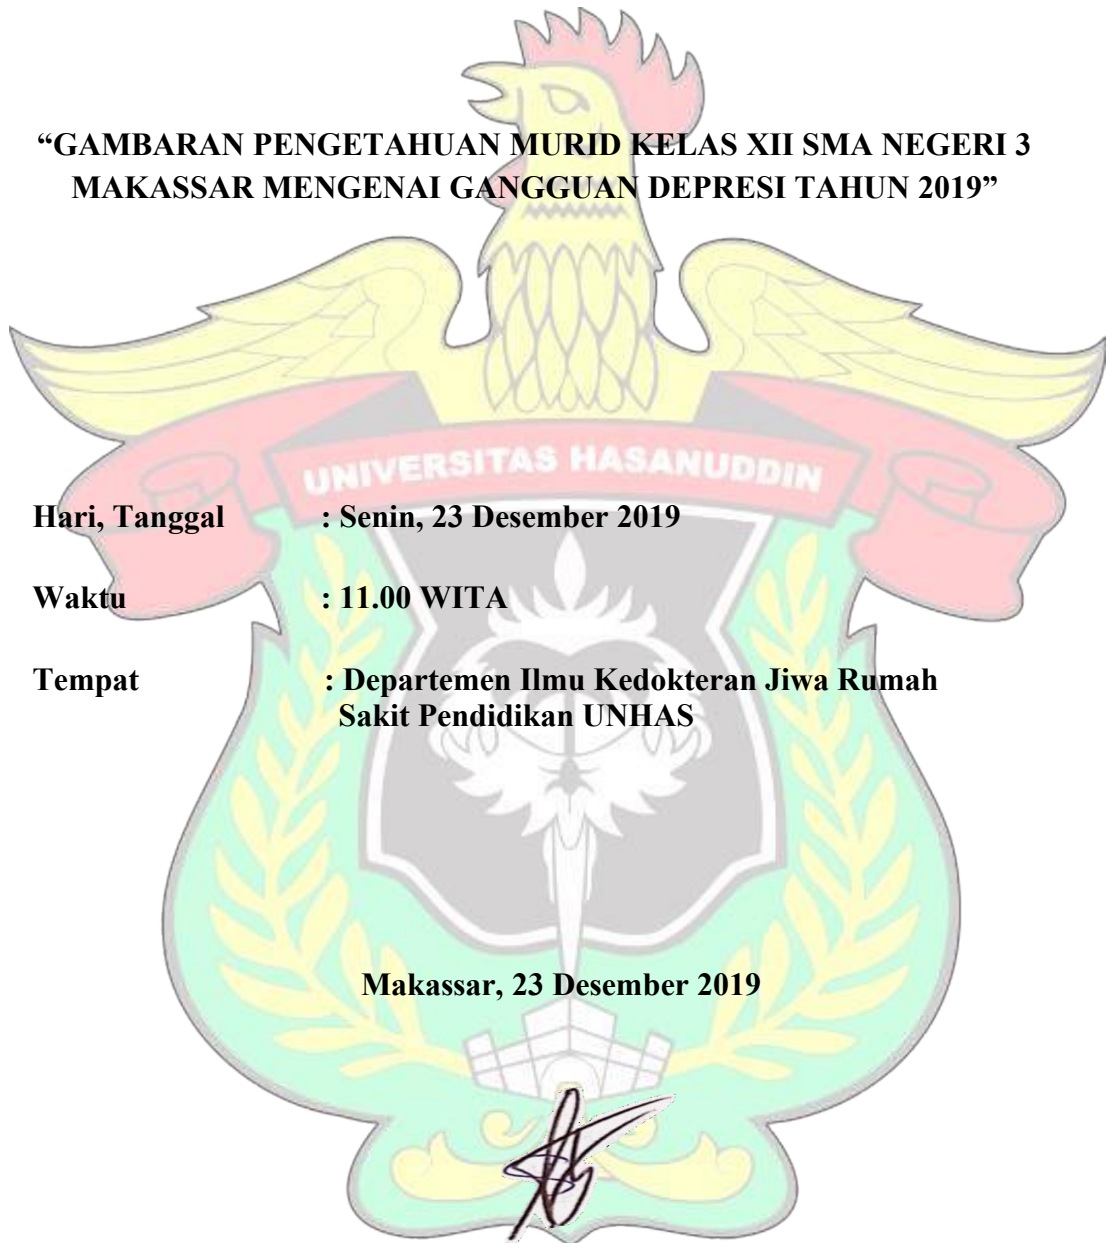 “GAMBARAN PENGETAHUAN MURID KELAS XII SMA NEGERI 3
MAKASSAR MENGENAI GANGGUAN DEPRESI TAHUN 2019”
UNIVERSITAS HASANUDDIN
Hari, Tanggal : Senin, 23 Desember 2019
Waktu : 11.00 WITA
Tempat : Departemen Ilmu Kedokteran Jiwa Rumah
Sakit Pendidikan UNHAS
Makassar, 23 Desember 2019